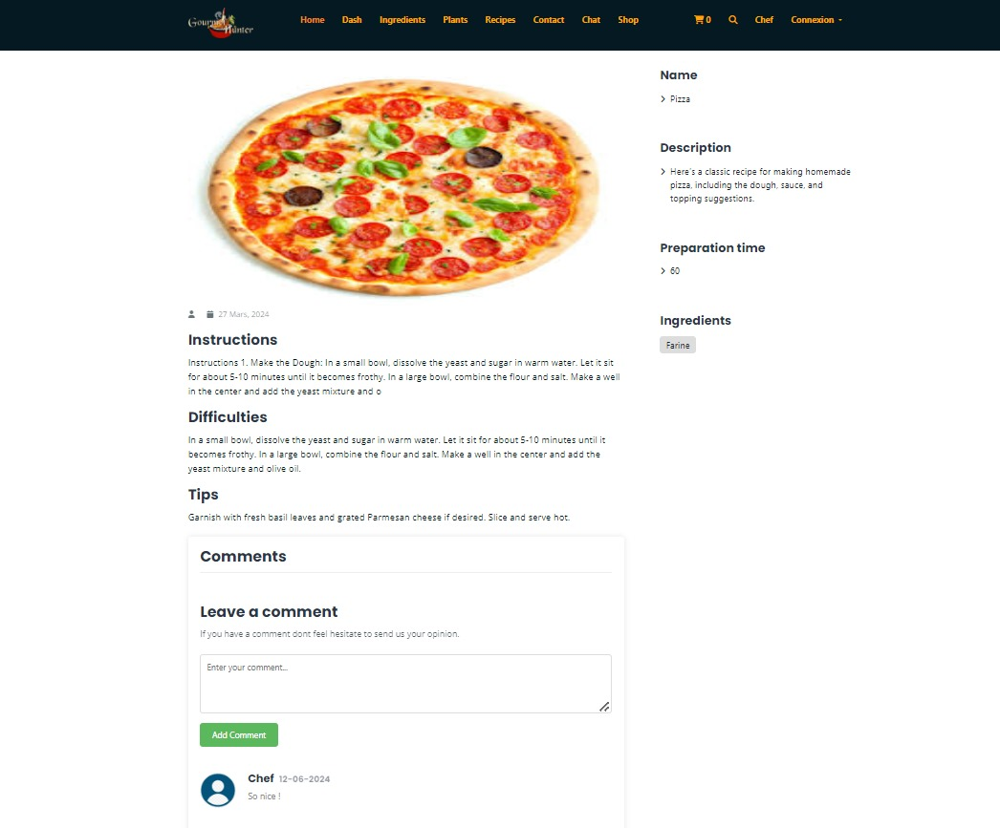 Gourmet Hunter
Home Dash Ingredients Plants Recipes Contact Chat Shop 0 Chef Connexion
27 Mars, 2024
Instructions
Instructions 1. Make the Dough: In a small bowl, dissolve the yeast and sugar in warm water. Let it sit
for about 5-10 minutes until it becomes frothy. In a large bowl, combine the flour and salt. Make a well
in the center and add the yeast mixture and o
Difficulties
In a small bowl, dissolve the yeast and sugar in warm water. Let it sit for about 5-10 minutes until it
becomes frothy. In a large bowl, combine the flour and salt. Make a well in the center and add the
yeast mixture and olive oil.
Tips
Garnish with fresh basil leaves and grated Parmesan cheese if desired. Slice and serve hot.
Comments
Leave a comment
If you have a comment dont feel hesitate to send us your opinion.
Enter your comment...
Add Comment
Chef 12-06-2024
So nice !
Name
Pizza
Description
Here's a classic recipe for making homemade
pizza, including the dough, sauce, and
topping suggestions.
Preparation time
60
Ingredients
Farine